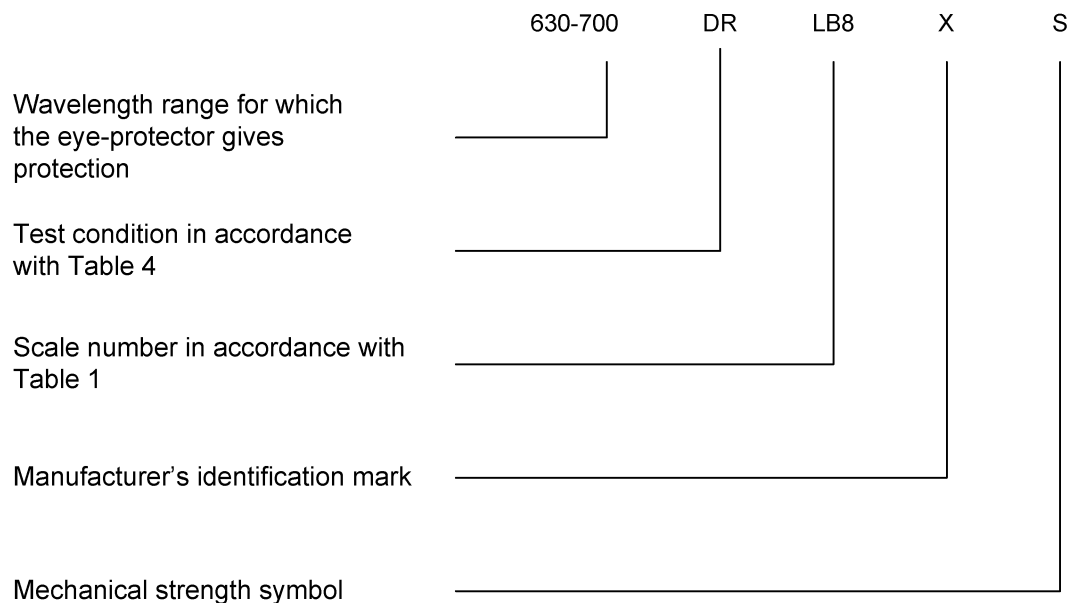 630-700 DR LB8 X S
Wavelength range for which
the eye-protector gives
protection
Test condition in accordance
with Table 4
Scale number in accordance with
Table 1
Manufacturer’s identification mark
Mechanical strength symbol